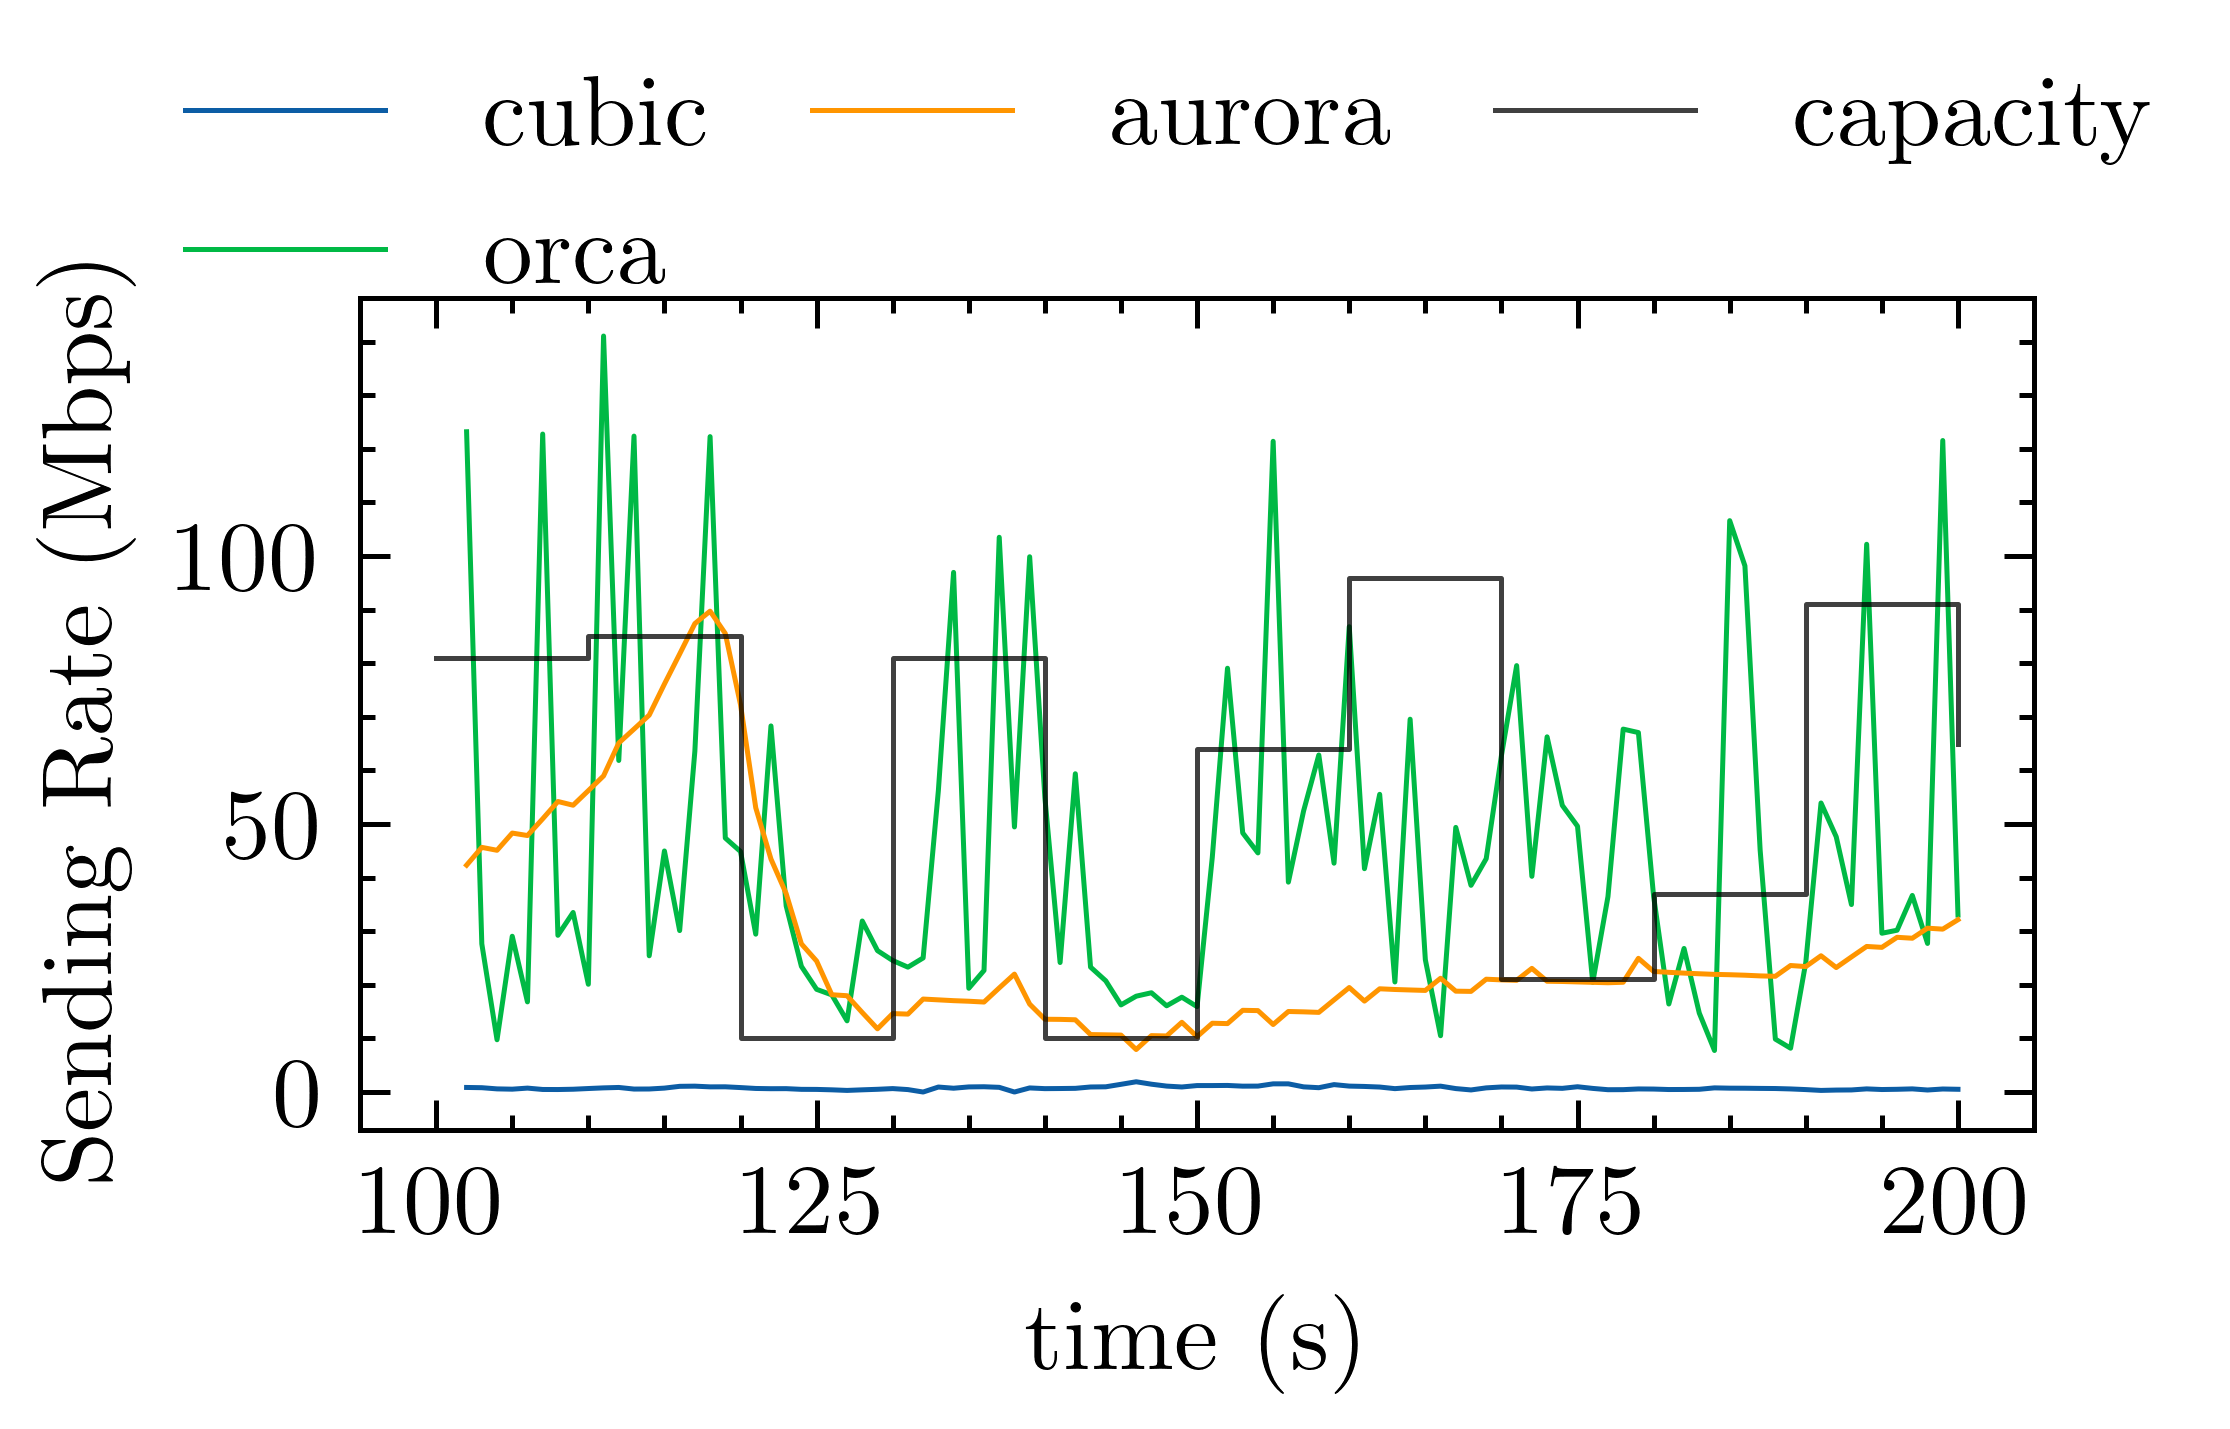 cubic aurora capacity
orca
Sending Rate (Mbps)
100
50
0
100 125 150 175 200
time (s)